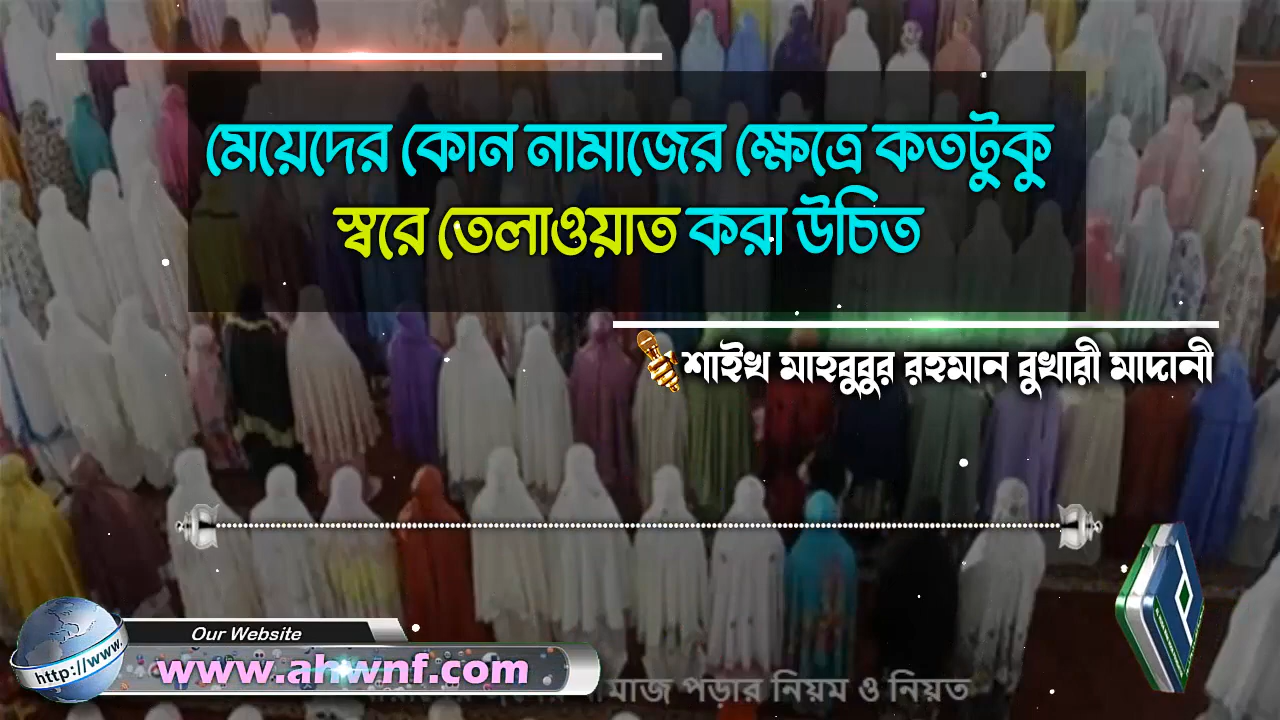 মেয়েদের কোন নামাজের ক্ষেত্রে কতটুকু
স্বরে তেলাওয়াত করা উচিত
শাইখ মাহবুবুর রহমান বুখারী মাদানী
Our Website
http://www.
www.ahwnf.com
মাজ পড়ার নিয়ম ও নিয়ত